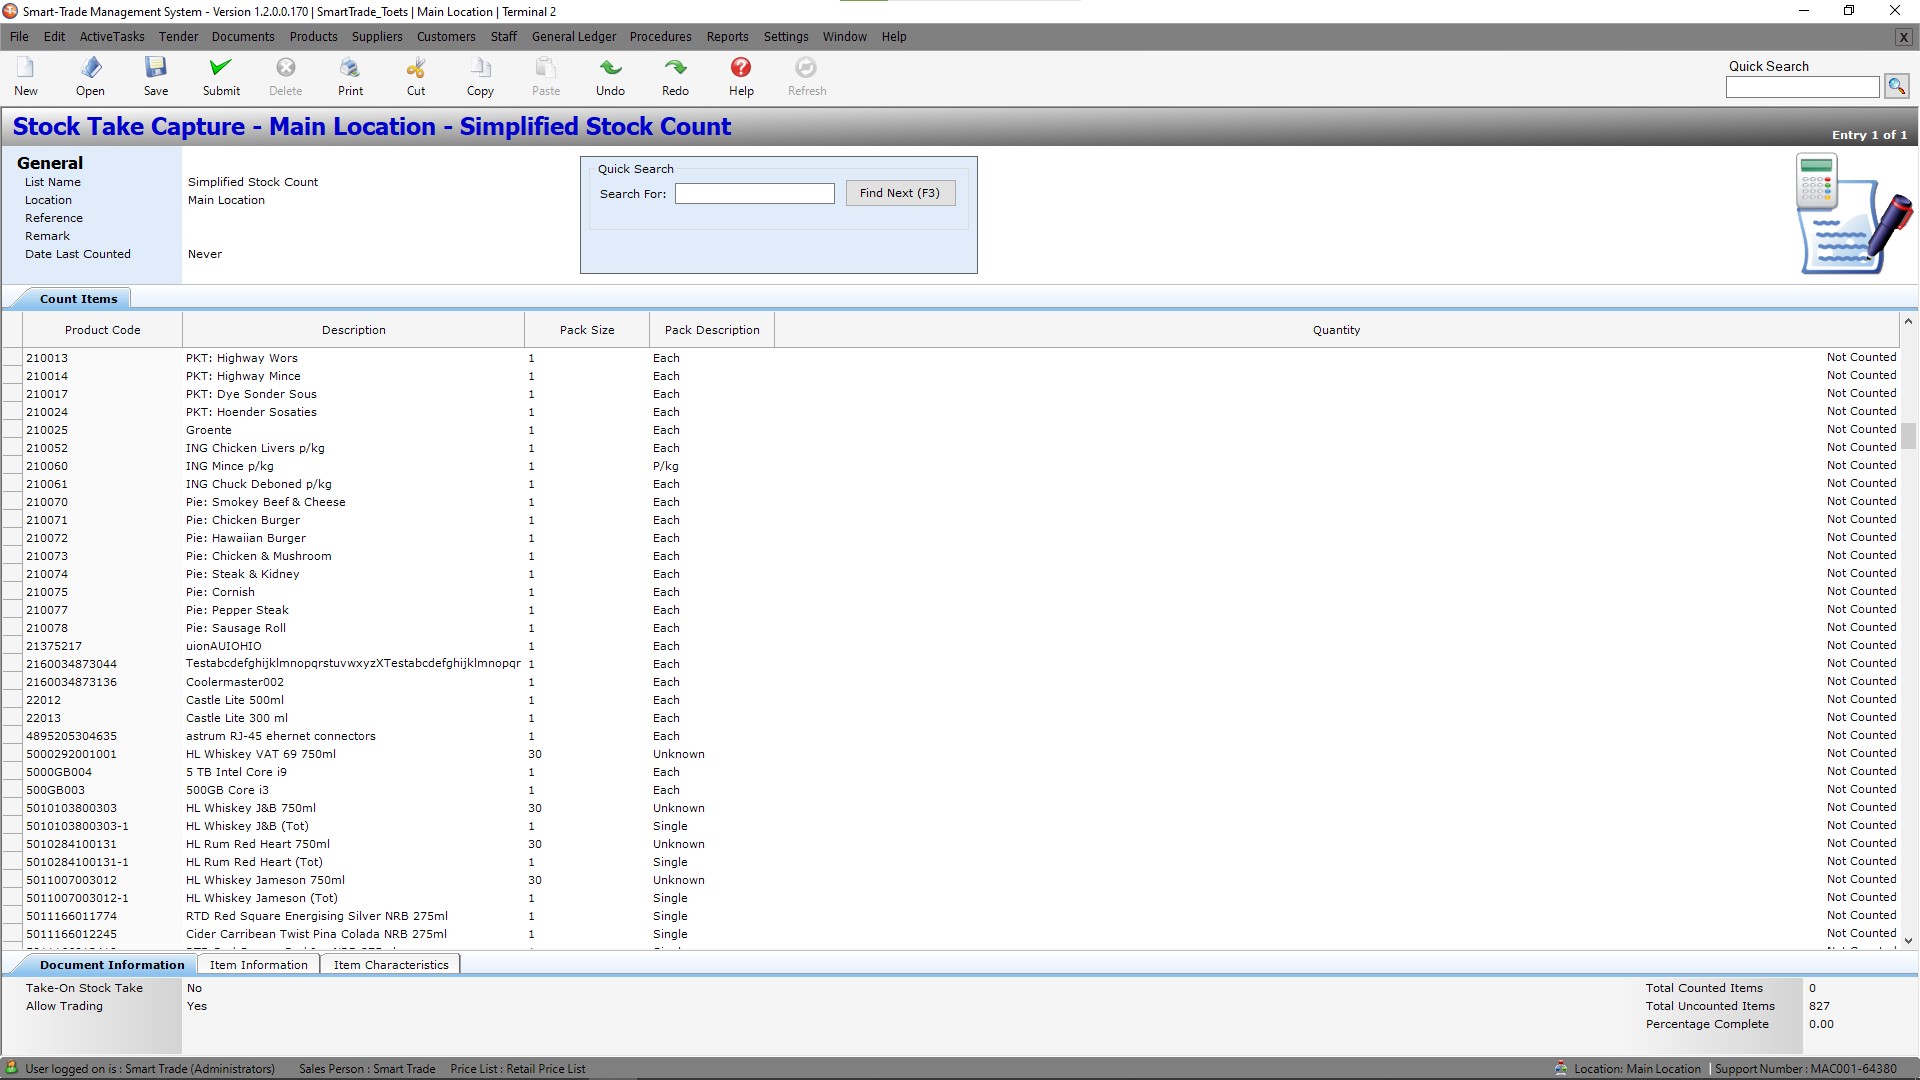 Smart-Trade Management System - Version 1.2.0.0.170 | SmartTrade_Toets | Main Location | Terminal 2
File Edit ActiveTasks Tender Documents Products Suppliers Customers Staff General Ledger Procedures Reports Settings Window Help X
New Open Save Submit Delete Print Cut Copy Paste Undo Redo Help Refresh
Quick Search
Stock Take Capture - Main Location - Simplified Stock Count
Entry 1 of 1
General
List Name Simplified Stock Count
Location Main Location
Reference
Remark
Date Last Counted Never
Quick Search
Search For: Find Next (F3)
Count Items
Product Code Description Pack Size Pack Description Quantity
210013 PKT: Highway Wors 1 Each Not Counted
210014 PKT: Highway Mince 1 Each Not Counted
210017 PKT: Dye Sonder Sous 1 Each Not Counted
210024 PKT: Hoender Sosaties 1 Each Not Counted
210025 Groente 1 Each Not Counted
210052 ING Chicken Livers p/kg 1 Each Not Counted
210060 ING Mince p/kg 1 P/kg Not Counted
210061 ING Chuck Deboned p/kg 1 Each Not Counted
210070 Pie: Smokey Beef & Cheese 1 Each Not Counted
210071 Pie: Chicken Burger 1 Each Not Counted
210072 Pie: Hawaiian Burger 1 Each Not Counted
210073 Pie: Chicken & Mushroom 1 Each Not Counted
210074 Pie: Steak & Kidney 1 Each Not Counted
210075 Pie: Cornish 1 Each Not Counted
210077 Pie: Pepper Steak 1 Each Not Counted
210078 Pie: Sausage Roll 1 Each Not Counted
21375217 uionAUIOHIO 1 Each Not Counted
2160034873044 TestabcdefghijklmnopqrstuvwxyzXTestabcdefghijklmnopqr 1 Each Not Counted
2160034873136 Coolermaster002 1 Each Not Counted
22012 Castle Lite 500ml 1 Each Not Counted
22013 Castle Lite 300 ml 1 Each Not Counted
4895205304635 astrum RJ-45 ehernet connectors 1 Each Not Counted
5000292001001 HL Whiskey VAT 69 750ml 30 Unknown Not Counted
5000GB004 5 TB Intel Core i9 1 Each Not Counted
500GB003 500GB Core i3 1 Each Not Counted
5010103800303 HL Whiskey J&B 750ml 30 Unknown Not Counted
5010103800303-1 HL Whiskey J&B (Tot) 1 Single Not Counted
5010284100131 HL Rum Red Heart 750ml 30 Unknown Not Counted
5010284100131-1 HL Rum Red Heart (Tot) 1 Single Not Counted
5011007003012 HL Whiskey Jameson 750ml 30 Unknown Not Counted
5011007003012-1 HL Whiskey Jameson (Tot) 1 Single Not Counted
5011166011774 RTD Red Square Energising Silver NRB 275ml 1 Single Not Counted
5011166012245 Cider Carribean Twist Pina Colada NRB 275ml 1 Single Not Counted
Document Information Item Information Item Characteristics
Take-On Stock Take No
Allow Trading Yes
Total Counted Items 0
Total Uncounted Items 827
Percentage Complete 0.00
User logged on is : Smart Trade (Administrators) Sales Person : Smart Trade Price List : Retail Price List Location: Main Location | Support Number : MAC001-64380